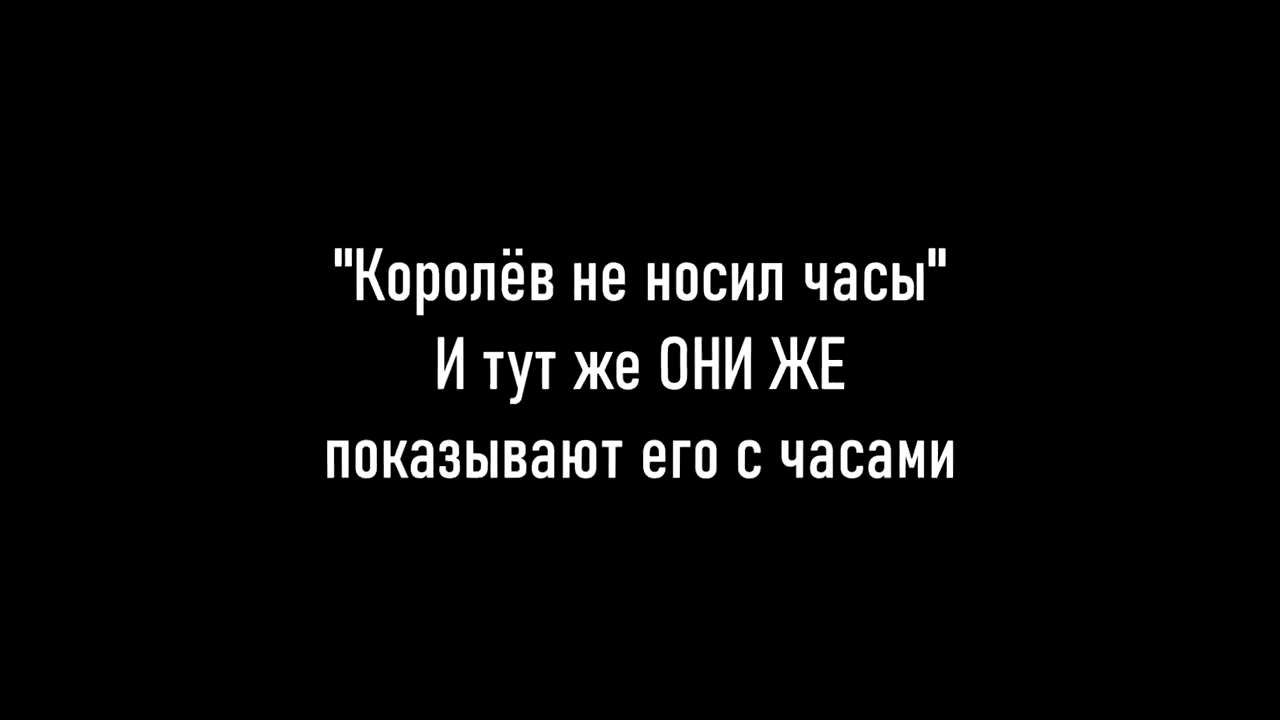 "Королёв не носил часы"
И тут же ОНИ ЖЕ
показывают его с часами